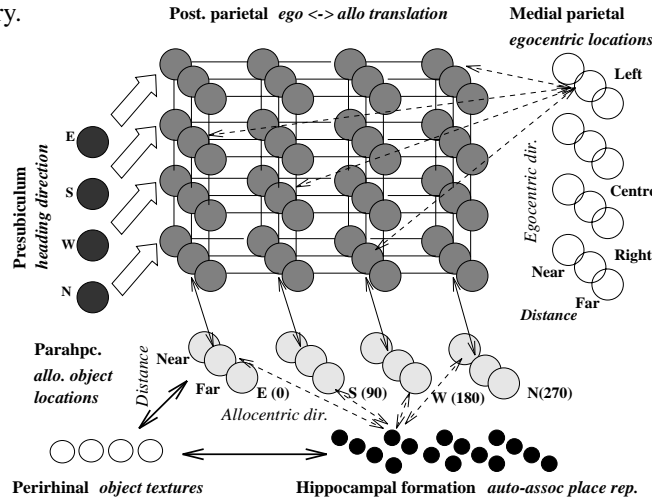 ry.
Post. parietal ego <-> allo translation
Medial parietal
egocentric locations
Left
Centre
Right
Near
Far
Egocentric dir.
Distance
Presubiculum
heading direction
E
S
W
N
Parahpc.
allo. object
locations
Distance
Near
Far
E (0)
S (90)
W (180)
N(270)
Allocentric dir.
Perirhinal object textures
Hippocampal formation auto-assoc place rep.